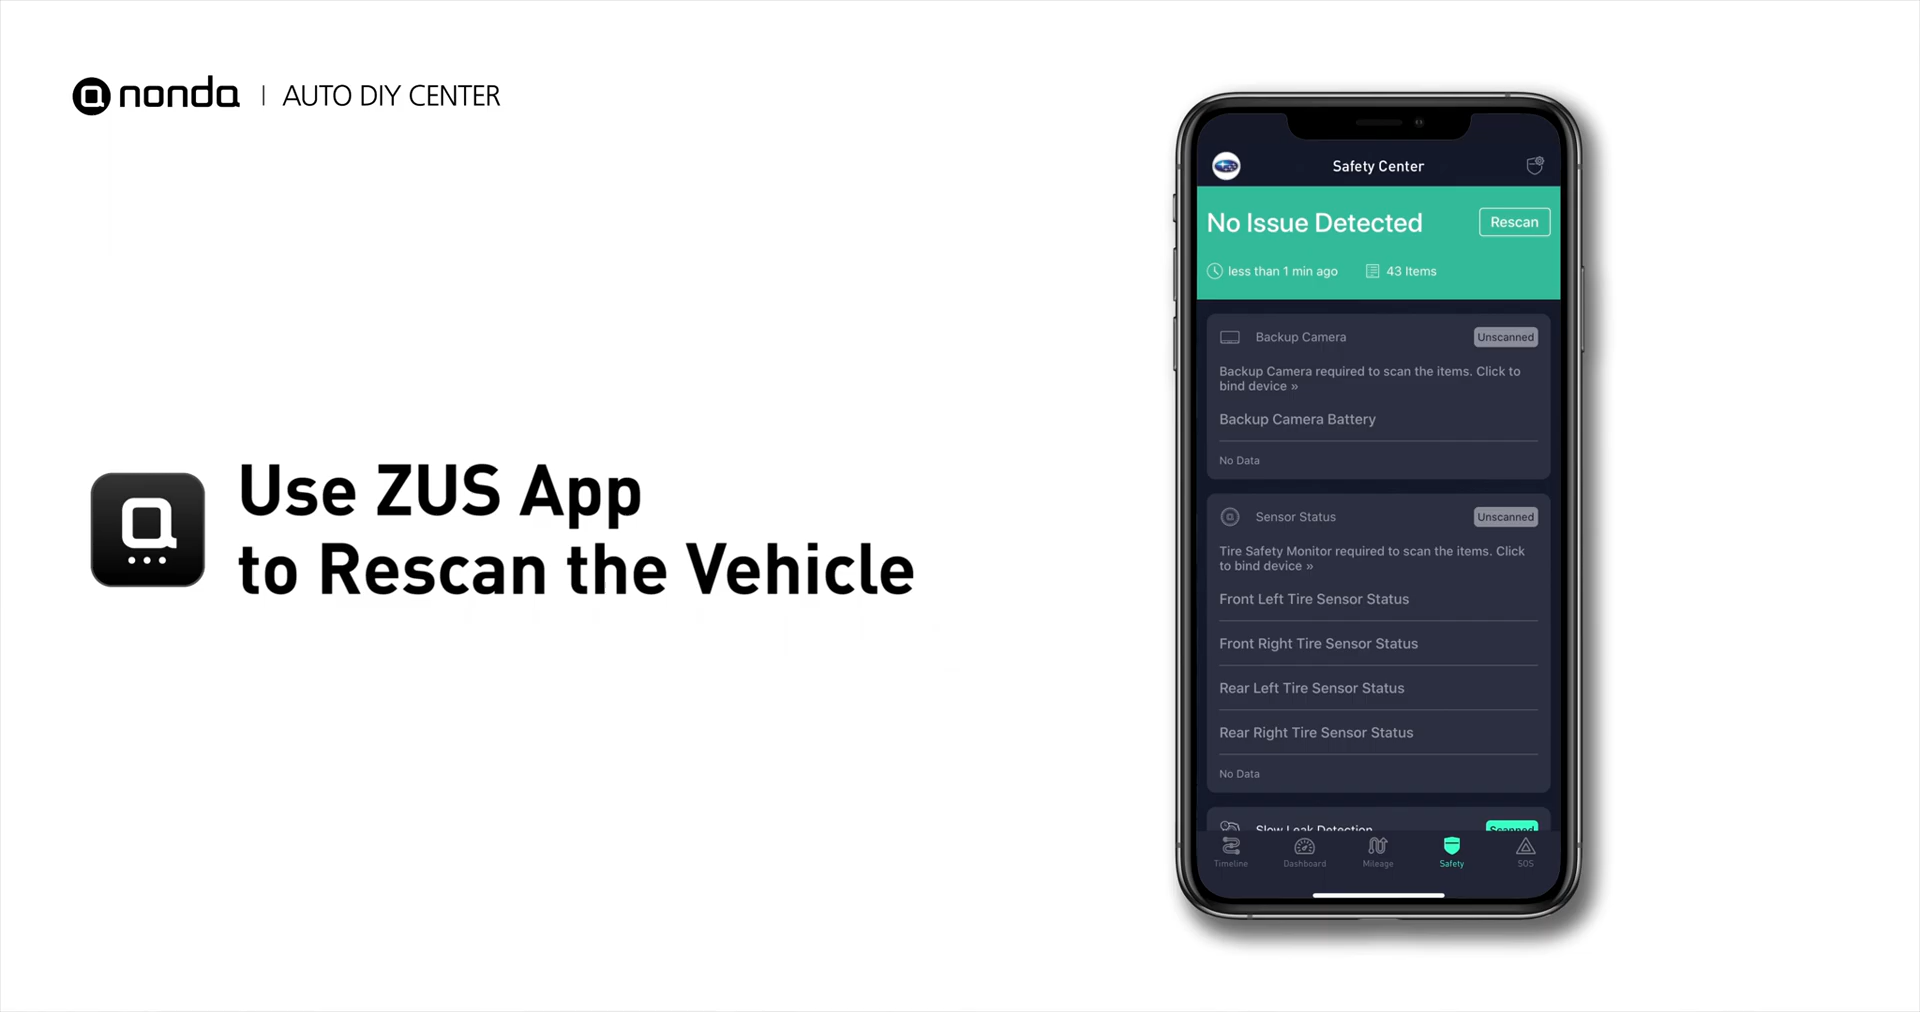 nonda | AUTO DIY CENTER
Use ZUS App
to Rescan the Vehicle
Safety Center
No Issue Detected
Rescan
less than 1 min ago
43 Items
Backup Camera
Unscanned
Backup Camera required to scan the items. Click to
bind device »
Backup Camera Battery
No Data
Sensor Status
Unscanned
Tire Safety Monitor required to scan the items. Click
to bind device »
Front Left Tire Sensor Status
Front Right Tire Sensor Status
Rear Left Tire Sensor Status
Rear Right Tire Sensor Status
No Data
Slow Leak Detection
Scanned
Timeline
Dashboard
Mileage
Safety
SOS